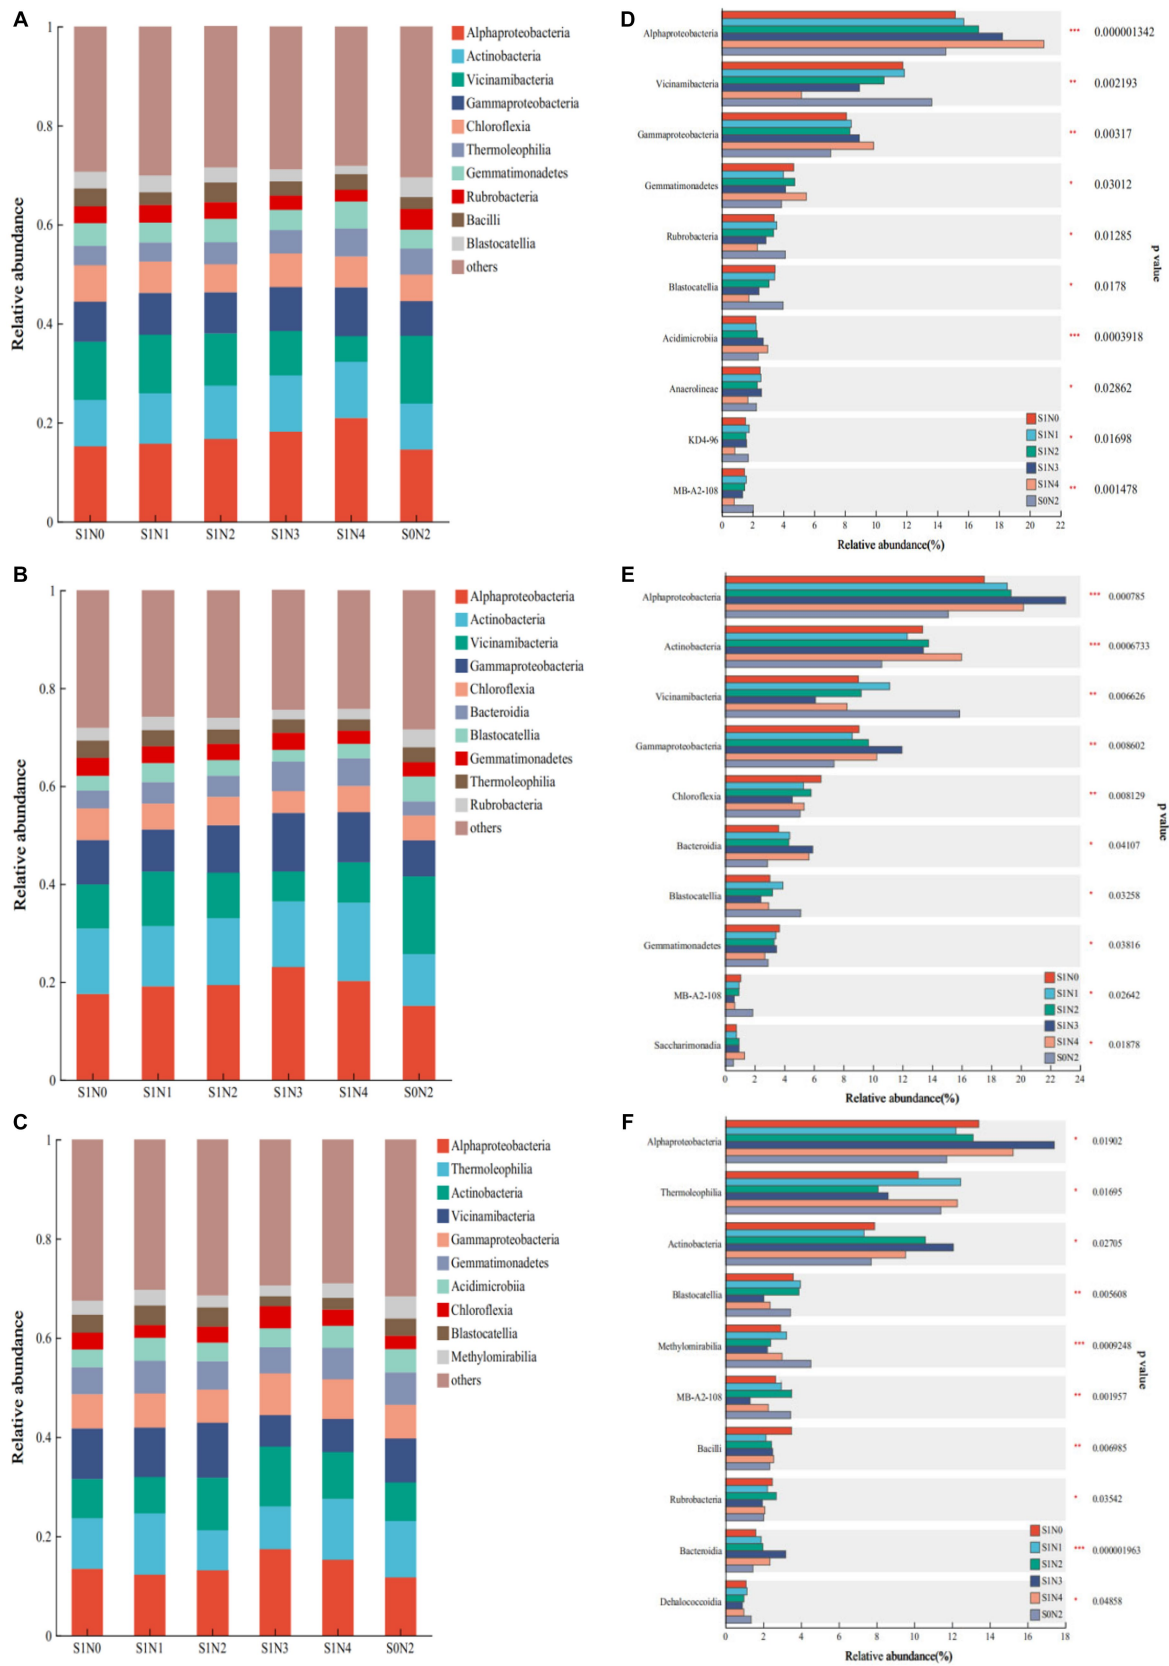 A
1
0.8
0.6
0.4
0.2
0
Relative abundance
S1N0 S1N1 S1N2 S1N3 S1N4 S0N2
Alphaproteobacteria
Actinobacteria
Vicinamibacteria
Gammaproteobacteria
Chloroflexia
Thermoleophilia
Gemmatimonadetes
Rubrobacteria
Bacilli
Blastocatellia
others
D
Alphaproteobacteria *** 0.000001342
Vicinamibacteria ** 0.002193
Gammaproteobacteria ** 0.00317
Gemmatimonadetes * 0.03012
Rubrobacteria * 0.01285
Blastocatellia * 0.0178
Acidimicrobiia *** 0.0003918
Anaerolineae * 0.02862
KD4-96 * 0.01698
MB-A2-108 ** 0.001478
p value
S1N0
S1N1
S1N2
S1N3
S1N4
S0N2
0 2 4 6 8 10 12 14 16 18 20 22
Relative abundance(%)
B
1
0.8
0.6
0.4
0.2
0
Relative abundance
S1N0 S1N1 S1N2 S1N3 S1N4 S0N2
Alphaproteobacteria
Actinobacteria
Vicinamibacteria
Gammaproteobacteria
Chloroflexia
Bacteroidia
Blastocatellia
Gemmatimonadetes
Thermoleophilia
Rubrobacteria
others
E
Alphaproteobacteria *** 0.000785
Actinobacteria *** 0.0006733
Vicinamibacteria ** 0.006626
Gammaproteobacteria ** 0.008602
Chloroflexia ** 0.008129
Bacteroidia * 0.04107
Blastocatellia * 0.03258
Gemmatimonadetes * 0.03816
MB-A2-108 * 0.02642
Saccharimonadia * 0.01878
p value
S1N0
S1N1
S1N2
S1N3
S1N4
S0N2
0 2 4 6 8 10 12 14 16 18 20 22 24
Relative abundance(%)
C
1
0.8
0.6
0.4
0.2
0
Relative abundance
S1N0 S1N1 S1N2 S1N3 S1N4 S0N2
Alphaproteobacteria
Thermoleophilia
Actinobacteria
Vicinamibacteria
Gammaproteobacteria
Gemmatimonadetes
Acidimicrobiia
Chloroflexia
Blastocatellia
Methylomirabilia
others
F
Alphaproteobacteria * 0.01902
Thermoleophilia * 0.01695
Actinobacteria * 0.02705
Blastocatellia ** 0.005608
Methylomirabilia *** 0.0009248
MB-A2-108 ** 0.001957
Bacilli ** 0.006985
Rubrobacteria * 0.03542
Bacteroidia *** 0.000001963
Dehalococcoidia * 0.04858
p value
S1N0
S1N1
S1N2
S1N3
S1N4
S0N2
0 2 4 6 8 10 12 14 16 18
Relative abundance(%)